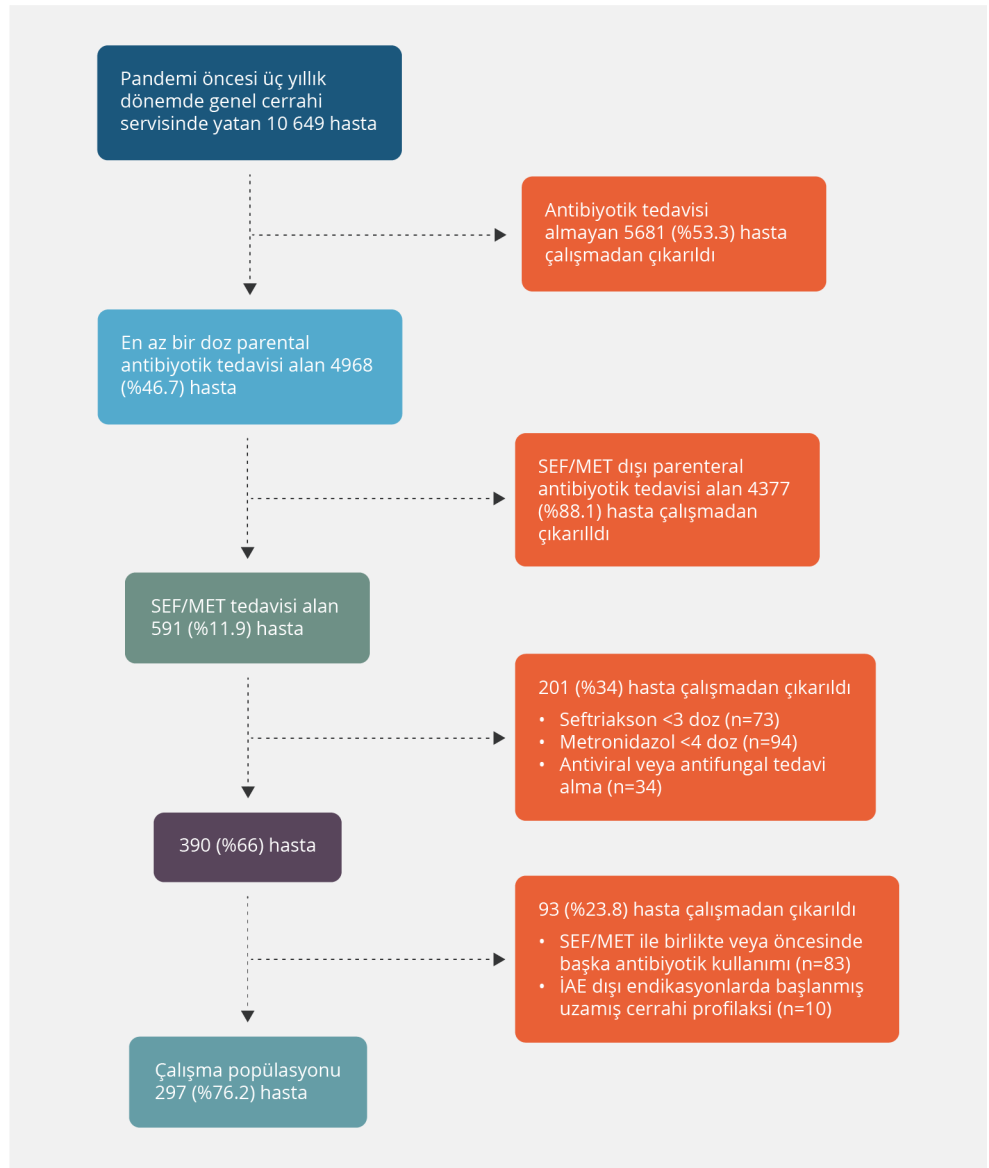 Pandemi öncesi üç yıllık
dönemde genel cerrahi
servisinde yatan 10 649 hasta
Antibiyotik tedavisi
almayan 5681 (%53.3) hasta
çalışmadan çıkarıldı
En az bir doz parental
antibiyotik tedavisi alan 4968
(%46.7) hasta
SEF/MET dışı parenteral
antibiyotik tedavisi alan 4377
(%88.1) hasta çalışmadan
çıkarılldı
SEF/MET tedavisi alan
591 (%11.9) hasta
201 (%34) hasta çalışmadan çıkarıldı
• Seftriakson <3 doz (n=73)
• Metronidazol <4 doz (n=94)
• Antiviral veya antifungal tedavi
alma (n=34)
390 (%66) hasta
93 (%23.8) hasta çalışmadan çıkarıldı
• SEF/MET ile birlikte veya öncesinde
başka antibiyotik kullanımı (n=83)
• İAE dışı endikasyonlarda başlanmış
uzamış cerrahi profilaksi (n=10)
Çalışma popülasyonu
297 (%76.2) hasta